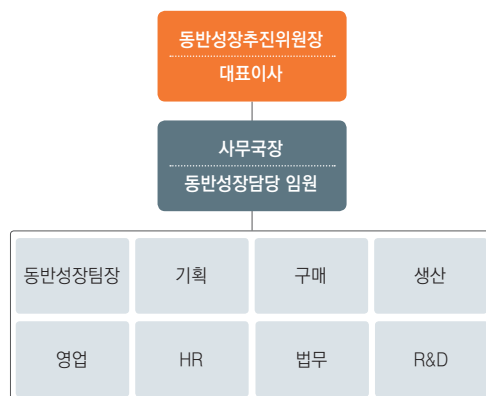 동반성장추진위원장
대표이사
사무국장
동반성장담당 임원
동반성장팀장 기획 구매 생산
영업 HR 법무 R&D